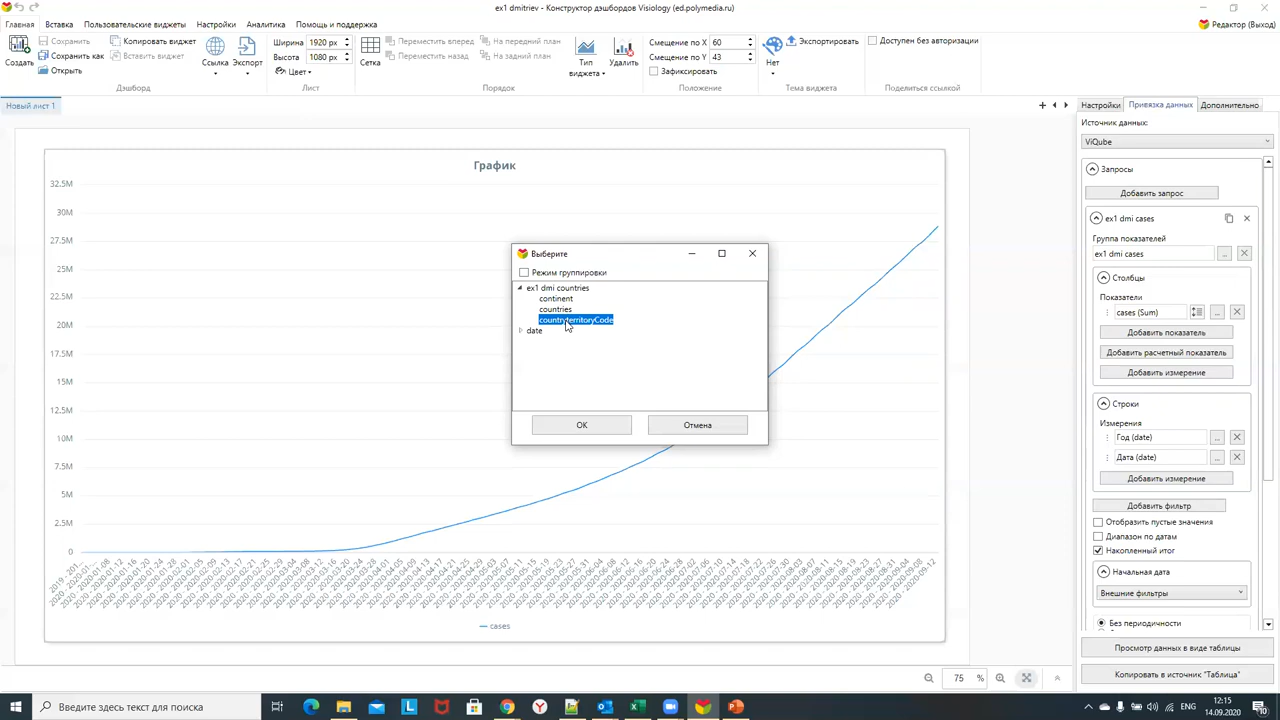 ex1 dmitriev - Конструктор дэшбордов Visiology (ed.polymedia.ru)
Главная Вставка Пользовательские виджеты Настройки Аналитика Помощь и поддержка Редактор (Выход)
Создать
Сохранить
Сохранить как
Открыть
Копировать виджет
Вставить виджет
Дэшборд
Ссылка
Экспорт
Ширина 1920 px
Высота 1080 px
Цвет
Лист
Сетка
Переместить вперед
Переместить назад
На передний план
На задний план
Порядок
Тип виджета
Удалить
Смещение по X 60
Смещение по Y 43
Зафиксировать
Положение
Нет
Экспортировать
Тема виджета
Доступен без авторизации
Поделиться ссылкой
Новый лист 1
График
32.5M
30M
27.5M
25M
22.5M
20M
17.5M
15M
12.5M
10M
7.5M
5M
2.5M
0
cases
Выберите
Режим группировки
ex1 dmi countries
continent
countries
countryterritoryCode
date
ОК Отмена
Настройки Привязка данных Дополнительно
Источник данных:
ViQube
Запросы
Добавить запрос
ex1 dmi cases
Группа показателей
ex1 dmi cases ...
Столбцы
Показатели
cases (Sum) ...
Добавить показатель
Добавить расчетный показатель
Добавить измерение
Строки
Измерения
Год (date) ...
Дата (date) ...
Добавить измерение
Добавить фильтр
Отобразить пустые значения
Диапазон по датам
Накопленный итог
Начальная дата
Внешние фильтры
Без периодичности
Просмотр данных в виде таблицы
Копировать в источник "Таблица"
75 %
Введите здесь текст для поиска
12:15
14.09.2020